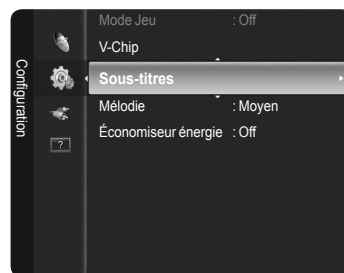 Mode Jeu : Off
V-Chip
Sous-titres
Mélodie : Moyen
Économiseur énergie : Off
Configuration
?